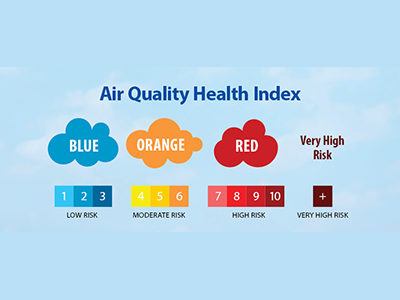 Air Quality Health Index
BLUE
ORANGE
RED
Very High
Risk
1 2 3
4 5 6
7 8 9 10
+
LOW RISK
MODERATE RISK
HIGH RISK
VERY HIGH RISK